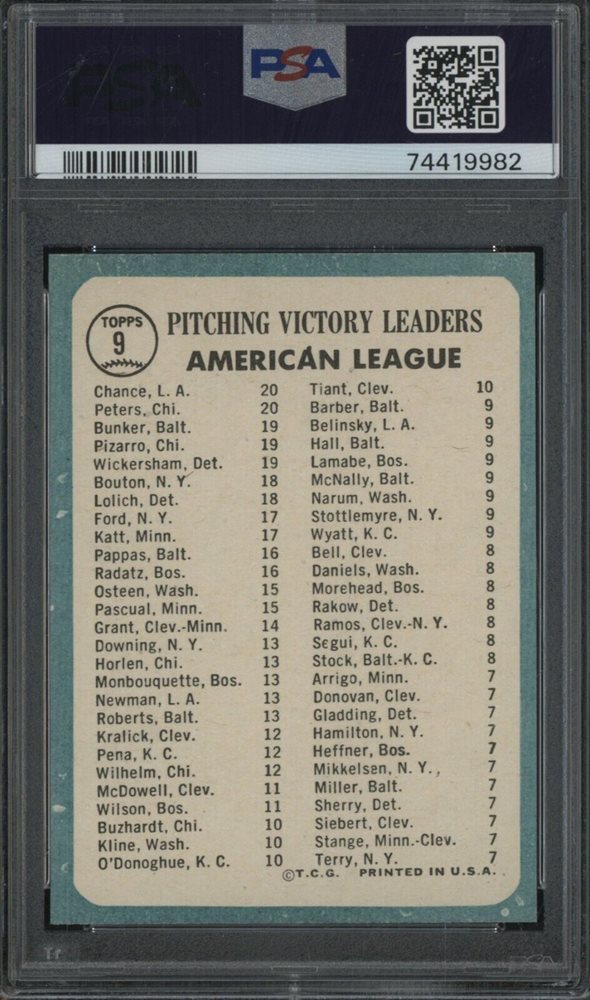 PSA
74419982
TOPPS
9
PITCHING VICTORY LEADERS
AMERICAN LEAGUE
Chance, L. A. 20
Peters, Chi. 20
Bunker, Balt. 19
Pizarro, Chi. 19
Wickersham, Det. 19
Bouton, N. Y. 18
Lolich, Det. 18
Ford, N. Y. 17
Katt, Minn. 17
Pappas, Balt. 16
Radatz, Bos. 16
Osteen, Wash. 15
Pascual, Minn. 15
Grant, Clev.-Minn. 14
Downing, N. Y. 13
Horlen, Chi. 13
Monbouquette, Bos. 13
Newman, L. A. 13
Roberts, Balt. 13
Kralick, Clev. 12
Pena, K. C. 12
Wilhelm, Chi. 12
McDowell, Clev. 11
Wilson, Bos. 11
Buzhardt, Chi. 10
Kline, Wash. 10
O'Donoghue, K. C. 10
Tiant, Clev. 10
Barber, Balt. 9
Belinsky, L. A. 9
Hall, Balt. 9
Lamabe, Bos. 9
McNally, Balt. 9
Narum, Wash. 9
Stottlemyre, N. Y. 9
Wyatt, K. C. 9
Bell, Clev. 8
Daniels, Wash. 8
Morehead, Bos. 8
Rakow, Det. 8
Ramos, Clev.-N. Y. 8
Segui, K. C. 8
Stock, Balt.-K. C. 8
Arrigo, Minn. 7
Donovan, Clev. 7
Gladding, Det. 7
Hamilton, N. Y. 7
Heffner, Bos. 7
Mikkelsen, N. Y., 7
Miller, Balt. 7
Sherry, Det. 7
Siebert, Clev. 7
Stange, Minn.-Clev. 7
Terry, N. Y. 7
©T.C.G. PRINTED IN U.S.A.